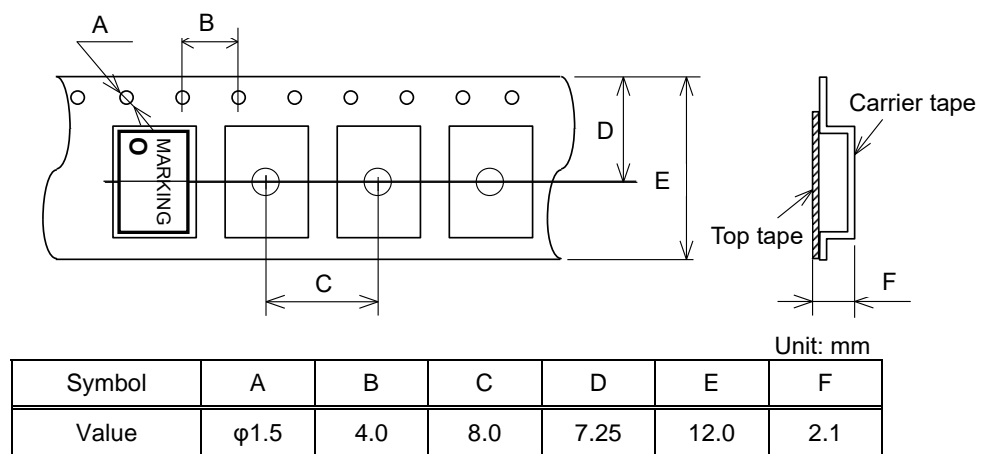 A
B
D
E
O
MARKING
C
Carrier tape
Top tape
F
Unit: mm
Symbol A B C D E F
Value φ1.5 4.0 8.0 7.25 12.0 2.1